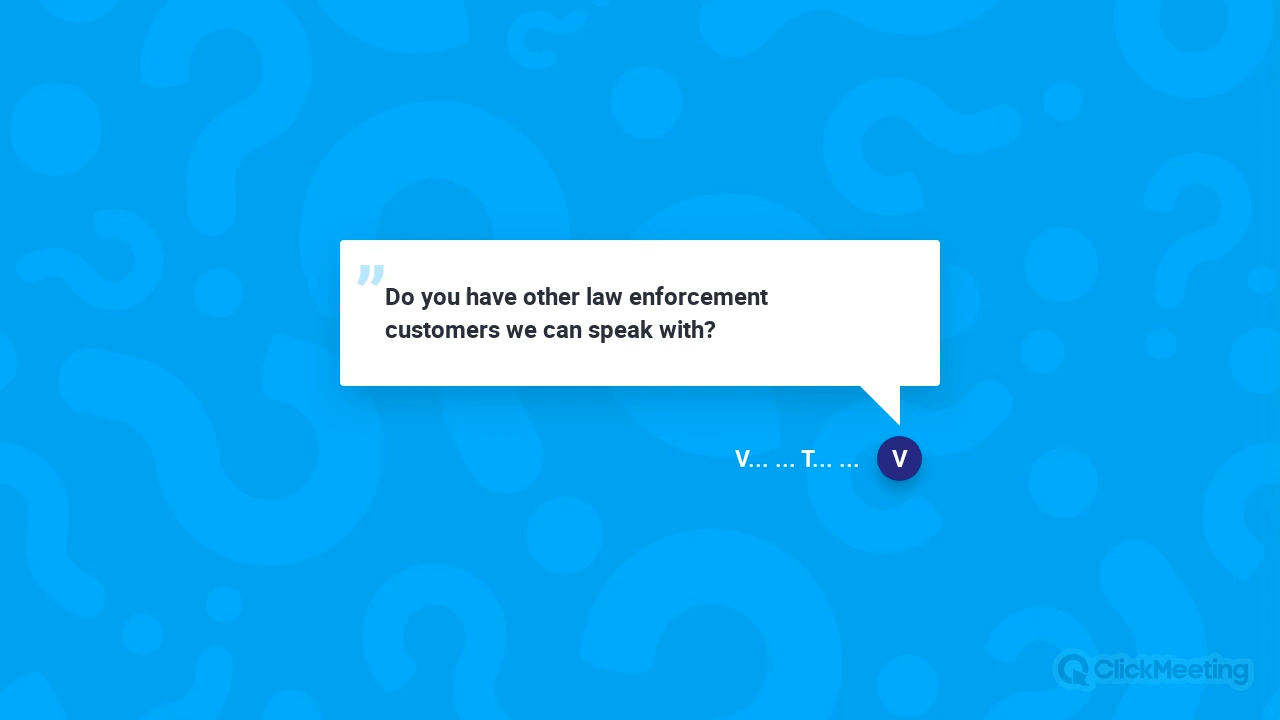 Do you have other law enforcement
customers we can speak with?
V... ... T... ...
V
ClickMeeting